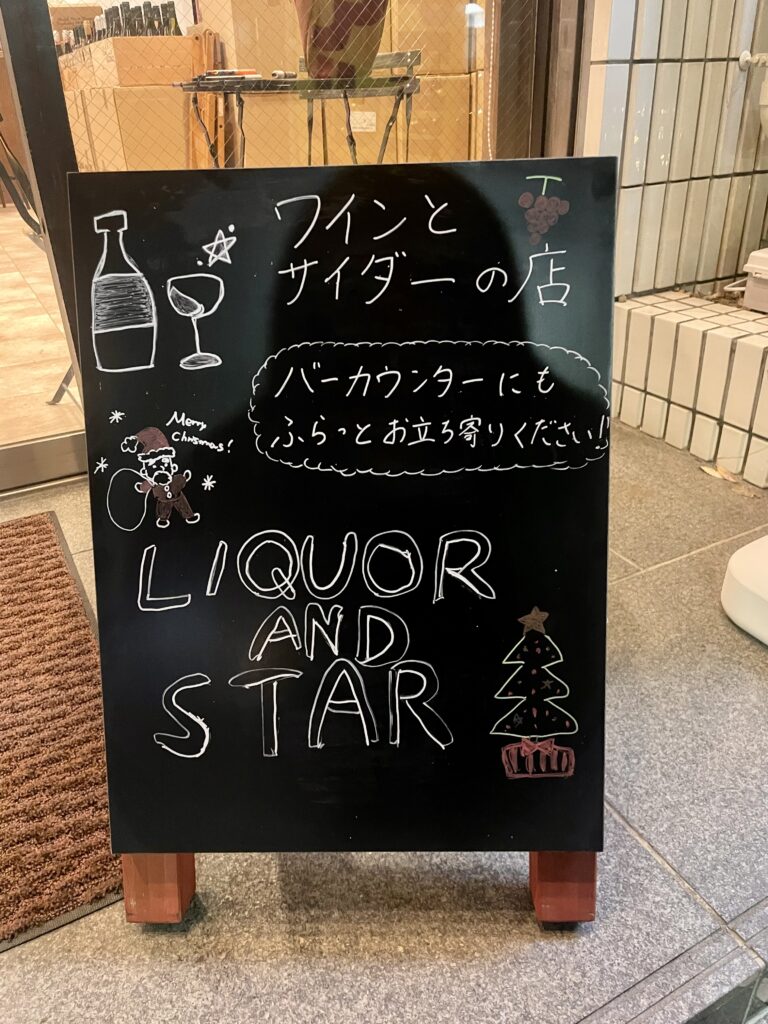 ワインと
サイダーの店
バーカウンターにも
ふらっとお立ち寄りください!!
Merry
Christmas!
LIQUOR
AND
STAR